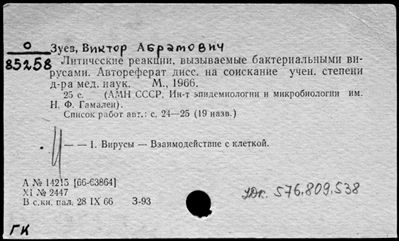 О
85258
Зуев, Виктор Абрамович
Литические реакции, вызываемые бактериальными ви-
русами. Автореферат дисс. на соискание учен. степени
д-ра мед. наук. М., 1966.
25 с. (АМН СССР. Ин-т эпидемиологии и микробиологии им.
Н. Ф. Гамалеи).
Список работ авт.: с. 24—25 (19 назв.)
— — 1. Вирусы — Взаимодействие с клеткой.
А № 14215 [66-63864]
XI № 2447
В с.кн. пал. 28 IX 66 3-93
576.809.538
ГК